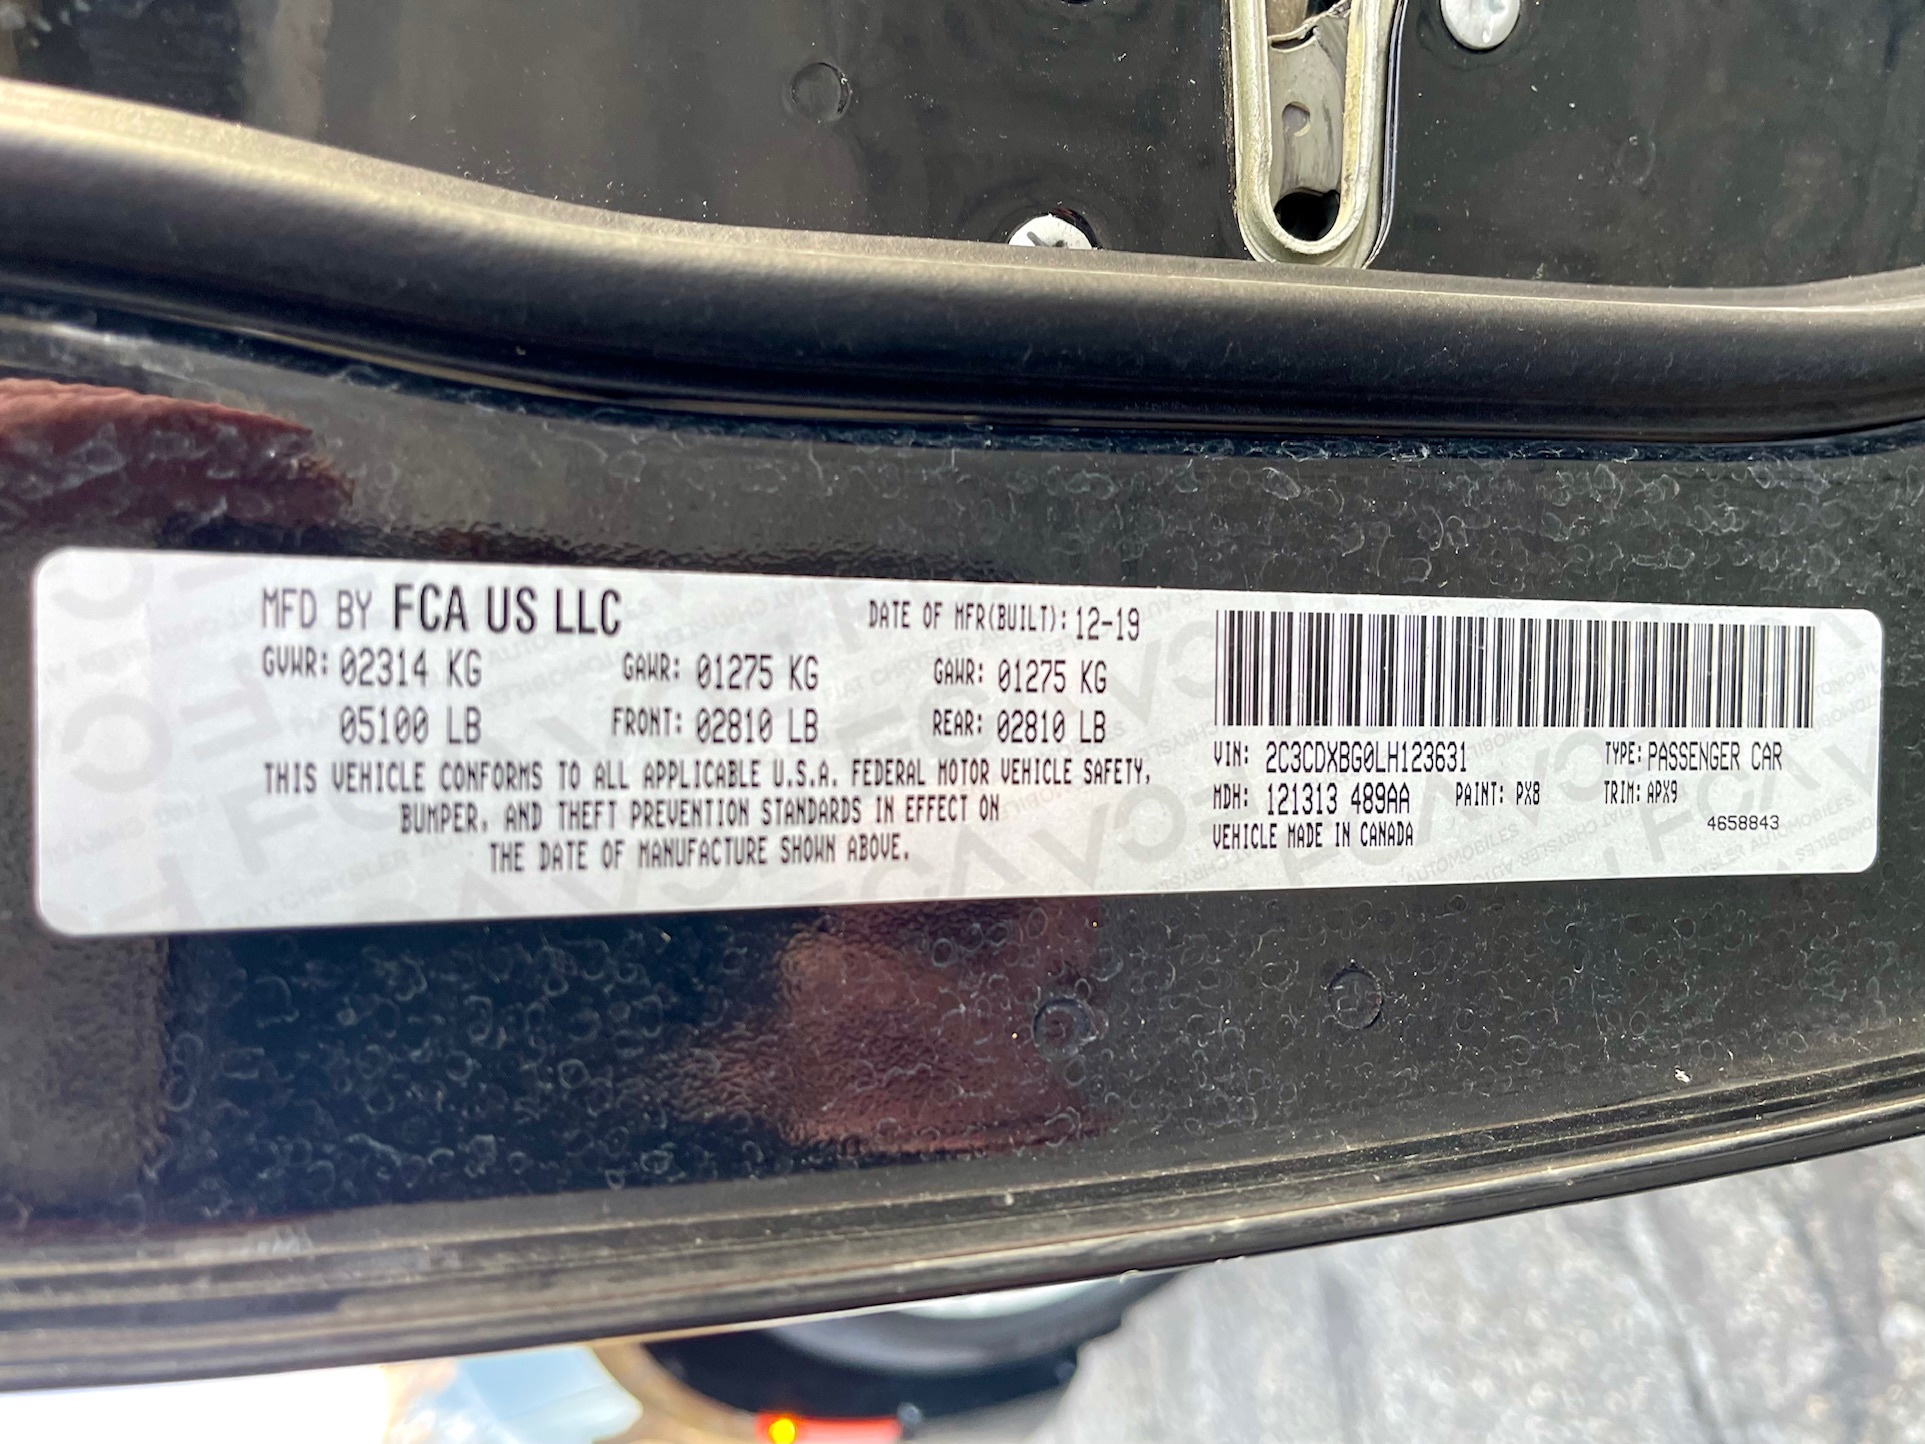 MFD BY FCA US LLC DATE OF MFR(BUILT): 12-19
GVWR: 02314 KG GAWR: 01275 KG GAWR: 01275 KG
05100 LB FRONT: 02810 LB REAR: 02810 LB
THIS VEHICLE CONFORMS TO ALL APPLICABLE U.S.A. FEDERAL MOTOR VEHICLE SAFETY,
BUMPER, AND THEFT PREVENTION STANDARDS IN EFFECT ON
THE DATE OF MANUFACTURE SHOWN ABOVE.
VIN: 2C3CDXBG0LH123631 TYPE: PASSENGER CAR
MDH: 121313 489AA PAINT: PX8 TRIM: APX9
VEHICLE MADE IN CANADA
4658843